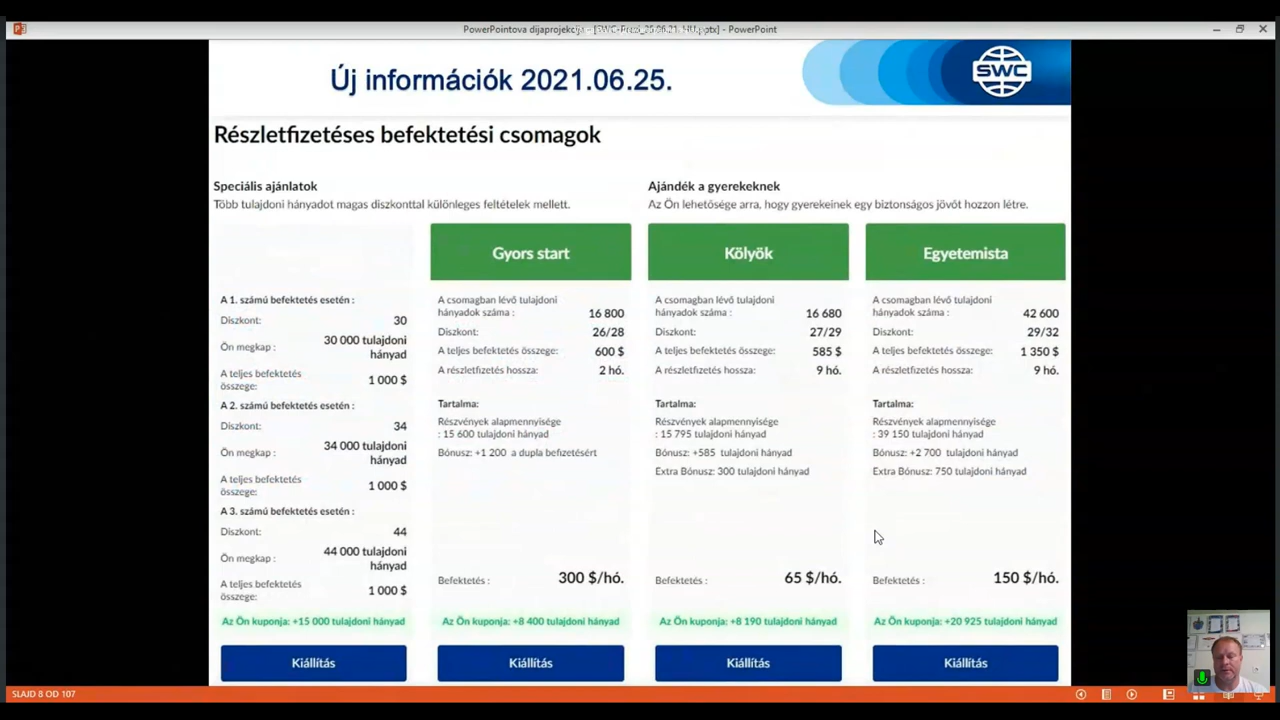 PowerPointova dijaprojekcija - [SWC-Prez_25.06.21. HU.pptx] - PowerPoint
Új információk 2021.06.25.
SWC
Részletfizetéses befektetési csomagok
Speciális ajánlatok
Több tulajdoni hányadot magas diszkonttal különleges feltételek mellett.
Ajándék a gyerekeknek
Az Ön lehetősége arra, hogy gyerekeinek egy biztonságos jövőt hozzon létre.
A 1. számú befektetés esetén :
Diszkont: 30
Ön megkap : 30 000 tulajdoni
hányad
A teljes befektetés
összege: 1 000 $
A 2. számú befektetés esetén :
Diszkont: 34
Ön megkap : 34 000 tulajdoni
hányad
A teljes befektetés
összege: 1 000 $
A 3. számú befektetés esetén :
Diszkont: 44
Ön megkap : 44 000 tulajdoni
hányad
A teljes befektetés
összege: 1 000 $
Az Ön kuponja: +15 000 tulajdoni hányad
Kiállítás
Gyors start
A csomagban lévő tulajdoni
hányadok száma : 16 800
Diszkont: 26/28
A teljes befektetés összege: 600 $
A részletfizetés hossza: 2 hó.
Tartalma:
Részvények alapmennyisége
: 15 600 tulajdoni hányad
Bónusz: +1 200 a dupla befizetésért
Befektetés : 300 $/hó.
Az Ön kuponja: +8 400 tulajdoni hányad
Kiállítás
Kölyök
A csomagban lévő tulajdoni
hányadok száma : 16 680
Diszkont: 27/29
A teljes befektetés összege: 585 $
A részletfizetés hossza: 9 hó.
Tartalma:
Részvények alapmennyisége
: 15 795 tulajdoni hányad
Bónusz: +585 tulajdoni hányad
Extra Bónusz: 300 tulajdoni hányad
Befektetés : 65 $/hó.
Az Ön kuponja: +8 190 tulajdoni hányad
Kiállítás
Egyetemista
A csomagban lévő tulajdoni
hányadok száma : 42 600
Diszkont: 29/32
A teljes befektetés összege: 1 350 $
A részletfizetés hossza: 9 hó.
Tartalma:
Részvények alapmennyisége
: 39 150 tulajdoni hányad
Bónusz: +2 700 tulajdoni hányad
Extra Bónusz: 750 tulajdoni hányad
Befektetés : 150 $/hó.
Az Ön kuponja: +20 925 tulajdoni hányad
Kiállítás
SLAJD 8 OD 107